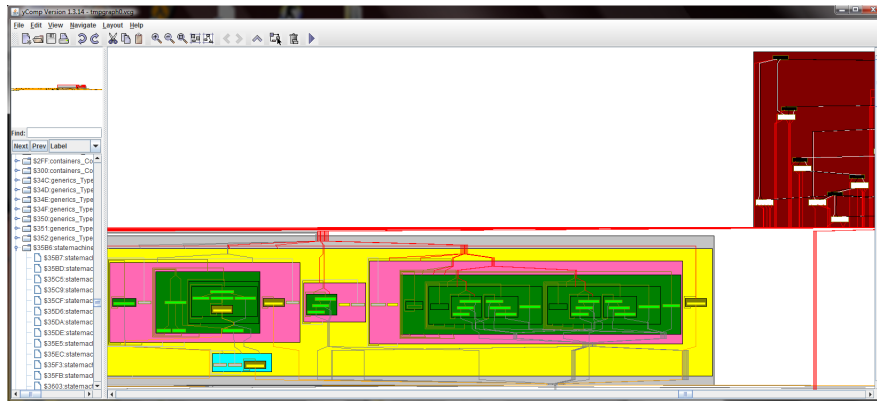 yComp Version 1.3.14 - tmpgraph0.vcg
File Edit View Navigate Layout Help
Find:
Next Prev Label
$2FF:containers_Co
$300:containers_Co
$34C:generics_Type
$34D:generics_Type
$34E:generics_Type
$34F:generics_Type
$350:generics_Type
$351:generics_Type
$352:generics_Type
$35B6:statemachine
$35B7:statemacl
$35BD:statemac
$35C5:statemac
$35C9:statemac
$35CF:statemac
$35D6:statemac
$35DA:statemac
$35DE:statemac
$35E5:statemac
$35EC:statemac
$35F3:statemac
$35FB:statemac
$3603:statemac